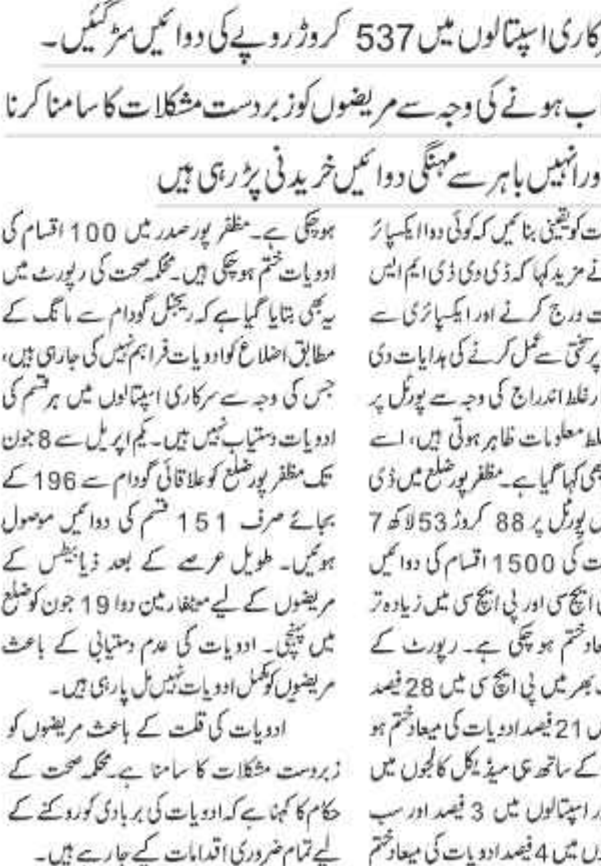 کاری اسپتالوں میں 537 کروڑ روپے کی دوائیں سڑ گئیں۔
اب ہونے کی وجہ سے مریضوں کو زبردست مشکلات کا سامنا کرنا
ور انہیں باہر سے مہنگی دوائیں خریدنی پڑ رہی ہیں
ت کو یقینی بنائیں کہ کوئی دوا ایکسپائر
نے مزید کہا کہ ڈی وی ڈی ایم ایس
ت درج کرنے اور ایکسپائری سے
پر سختی سے عمل کرنے کی ہدایات دی
ر غلط اندراج کی وجہ سے پورٹل پر
لط معلومات ظاہر ہوتی ہیں، اسے
بھی کہا گیا ہے۔ مظفر پور ضلع میں ڈی
پورٹل پر 88 کروڑ 53 لاکھ 7
ت کی 1500 اقسام کی دوائیں
ایچ سی اور پی ایچ سی میں زیادہ تر
عاد ختم ہو چکی ہے۔ رپورٹ کے
بھر میں پی ایچ سی میں 28 فیصد
ں 21 فیصد ادویات کی میعاد ختم ہو
کے ساتھ ہی میڈیکل کالجوں میں
ر اسپتالوں میں 3 فیصد اور سب
وں میں 4 فیصد ادویات کی میعاد ختم
ہوچکی ہے۔ مظفر پور صدر میں 100 اقسام کی
ادویات ختم ہوچکی ہیں۔ محکمہ صحت کی رپورٹ میں
یہ بھی بتایا گیا ہے کہ ریجنل گودام سے مانگ کے
مطابق اضلاع کو ادویات فراہم نہیں کی جارہی ہیں،
جس کی وجہ سے سرکاری اسپتالوں میں ہر قسم کی
ادویات دستیاب نہیں ہیں۔ یکم اپریل سے 8 جون
تک مظفر پور ضلع کو علاقائی گودام سے 196 کے
بجائے صرف 151 قسم کی دوائیں موصول
ہوئیں۔ طویل عرصے کے بعد ذیابیطس کے
مریضوں کے لیے میٹفارمین دوا 19 جون کو ضلع
میں پہنچی۔ ادویات کی عدم دستیابی کے باعث
مریضوں کو مکمل ادویات نہیں مل پا رہی ہیں۔
ادویات کی قلت کے باعث مریضوں کو
زبردست مشکلات کا سامنا ہے۔ محکمہ صحت کے
حکام کا کہنا ہے کہ ادویات کی بربادی کو روکنے کے
لیے تمام ضروری اقدامات کیے جارہے ہیں۔